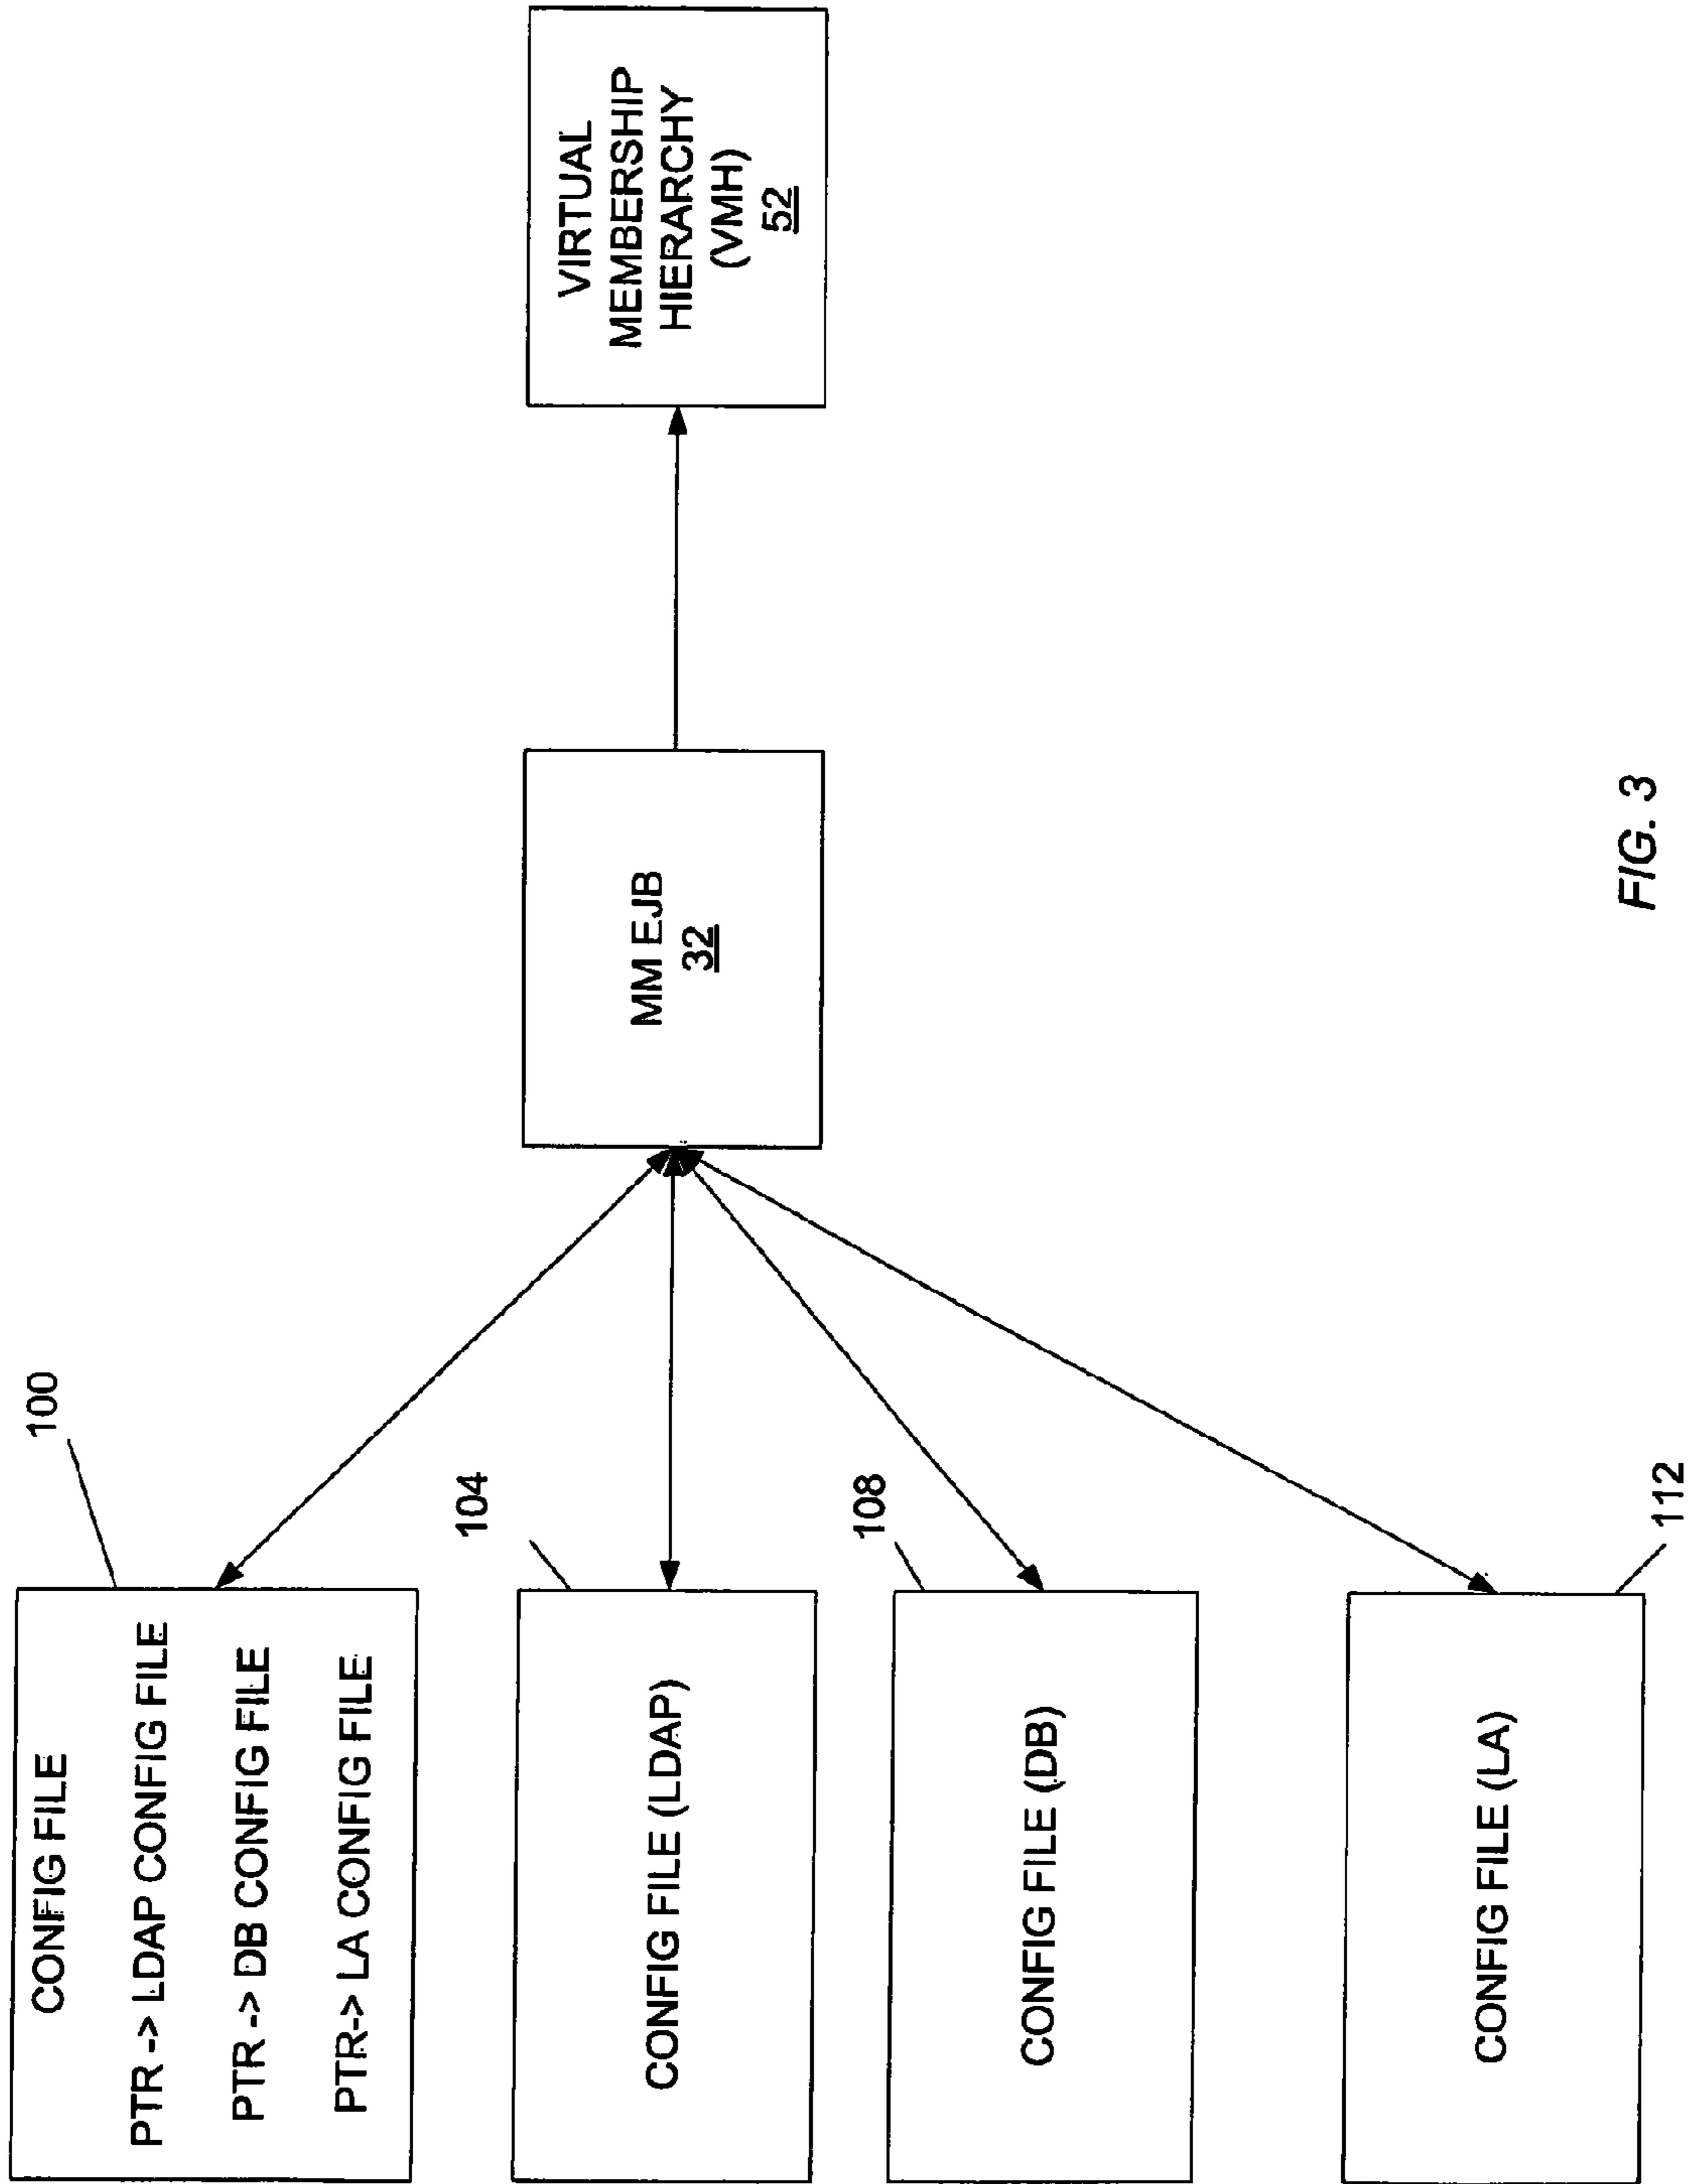 100
CONFIG FILE
PTR -> LDAP CONFIG FILE
PTR -> DB CONFIG FILE
PTR-> LA CONFIG FILE
104
CONFIG FILE (LDAP)
108
CONFIG FILE (DB)
112
CONFIG FILE (LA)
MM EJB
32
VIRTUAL
MEMBERSHIP
HIERARCHY
(VMH)
52
FIG. 3